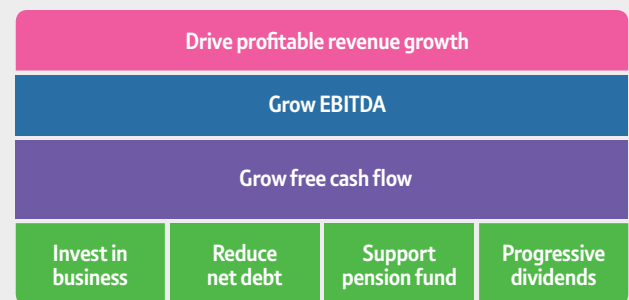 Drive profitable revenue growth
Grow EBITDA
Grow free cash flow
Invest in
business
Reduce
net debt
Support
pension fund
Progressive
dividends